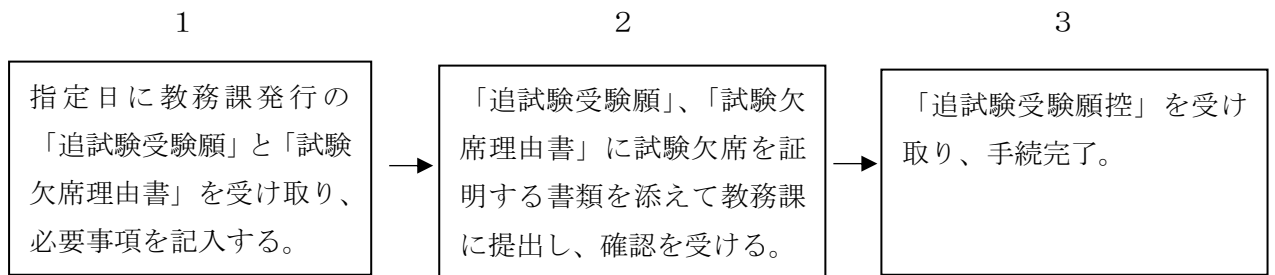 1
指定日に教務課発行の
「追試験受験願」と「試験
欠席理由書」を受け取り、
必要事項を記入する。
2
「追試験受験願」、「試験欠
席理由書」に試験欠席を証
明する書類を添えて教務課
に提出し、確認を受ける。
3
「追試験受験願控」を受け
取り、手続完了。